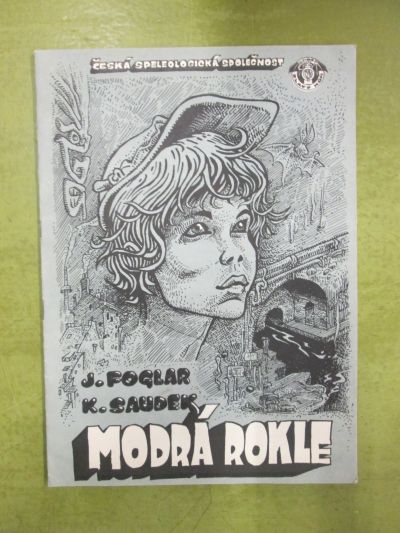 ČESKÁ SPELEOLOGICKÁ SPOLEČNOST
J. FOGLAR
K. SAUDEK
MODRÁ ROKLE